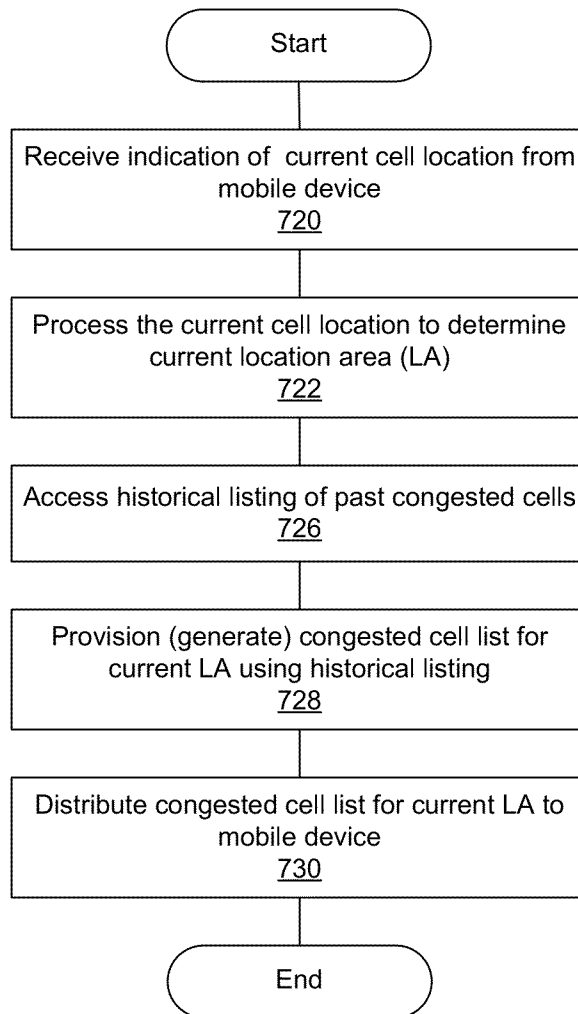 Start
Receive indication of current cell location from
mobile device
720
Process the current cell location to determine
current location area (LA)
722
Access historical listing of past congested cells
726
Provision (generate) congested cell list for
current LA using historical listing
728
Distribute congested cell list for current LA to
mobile device
730
End